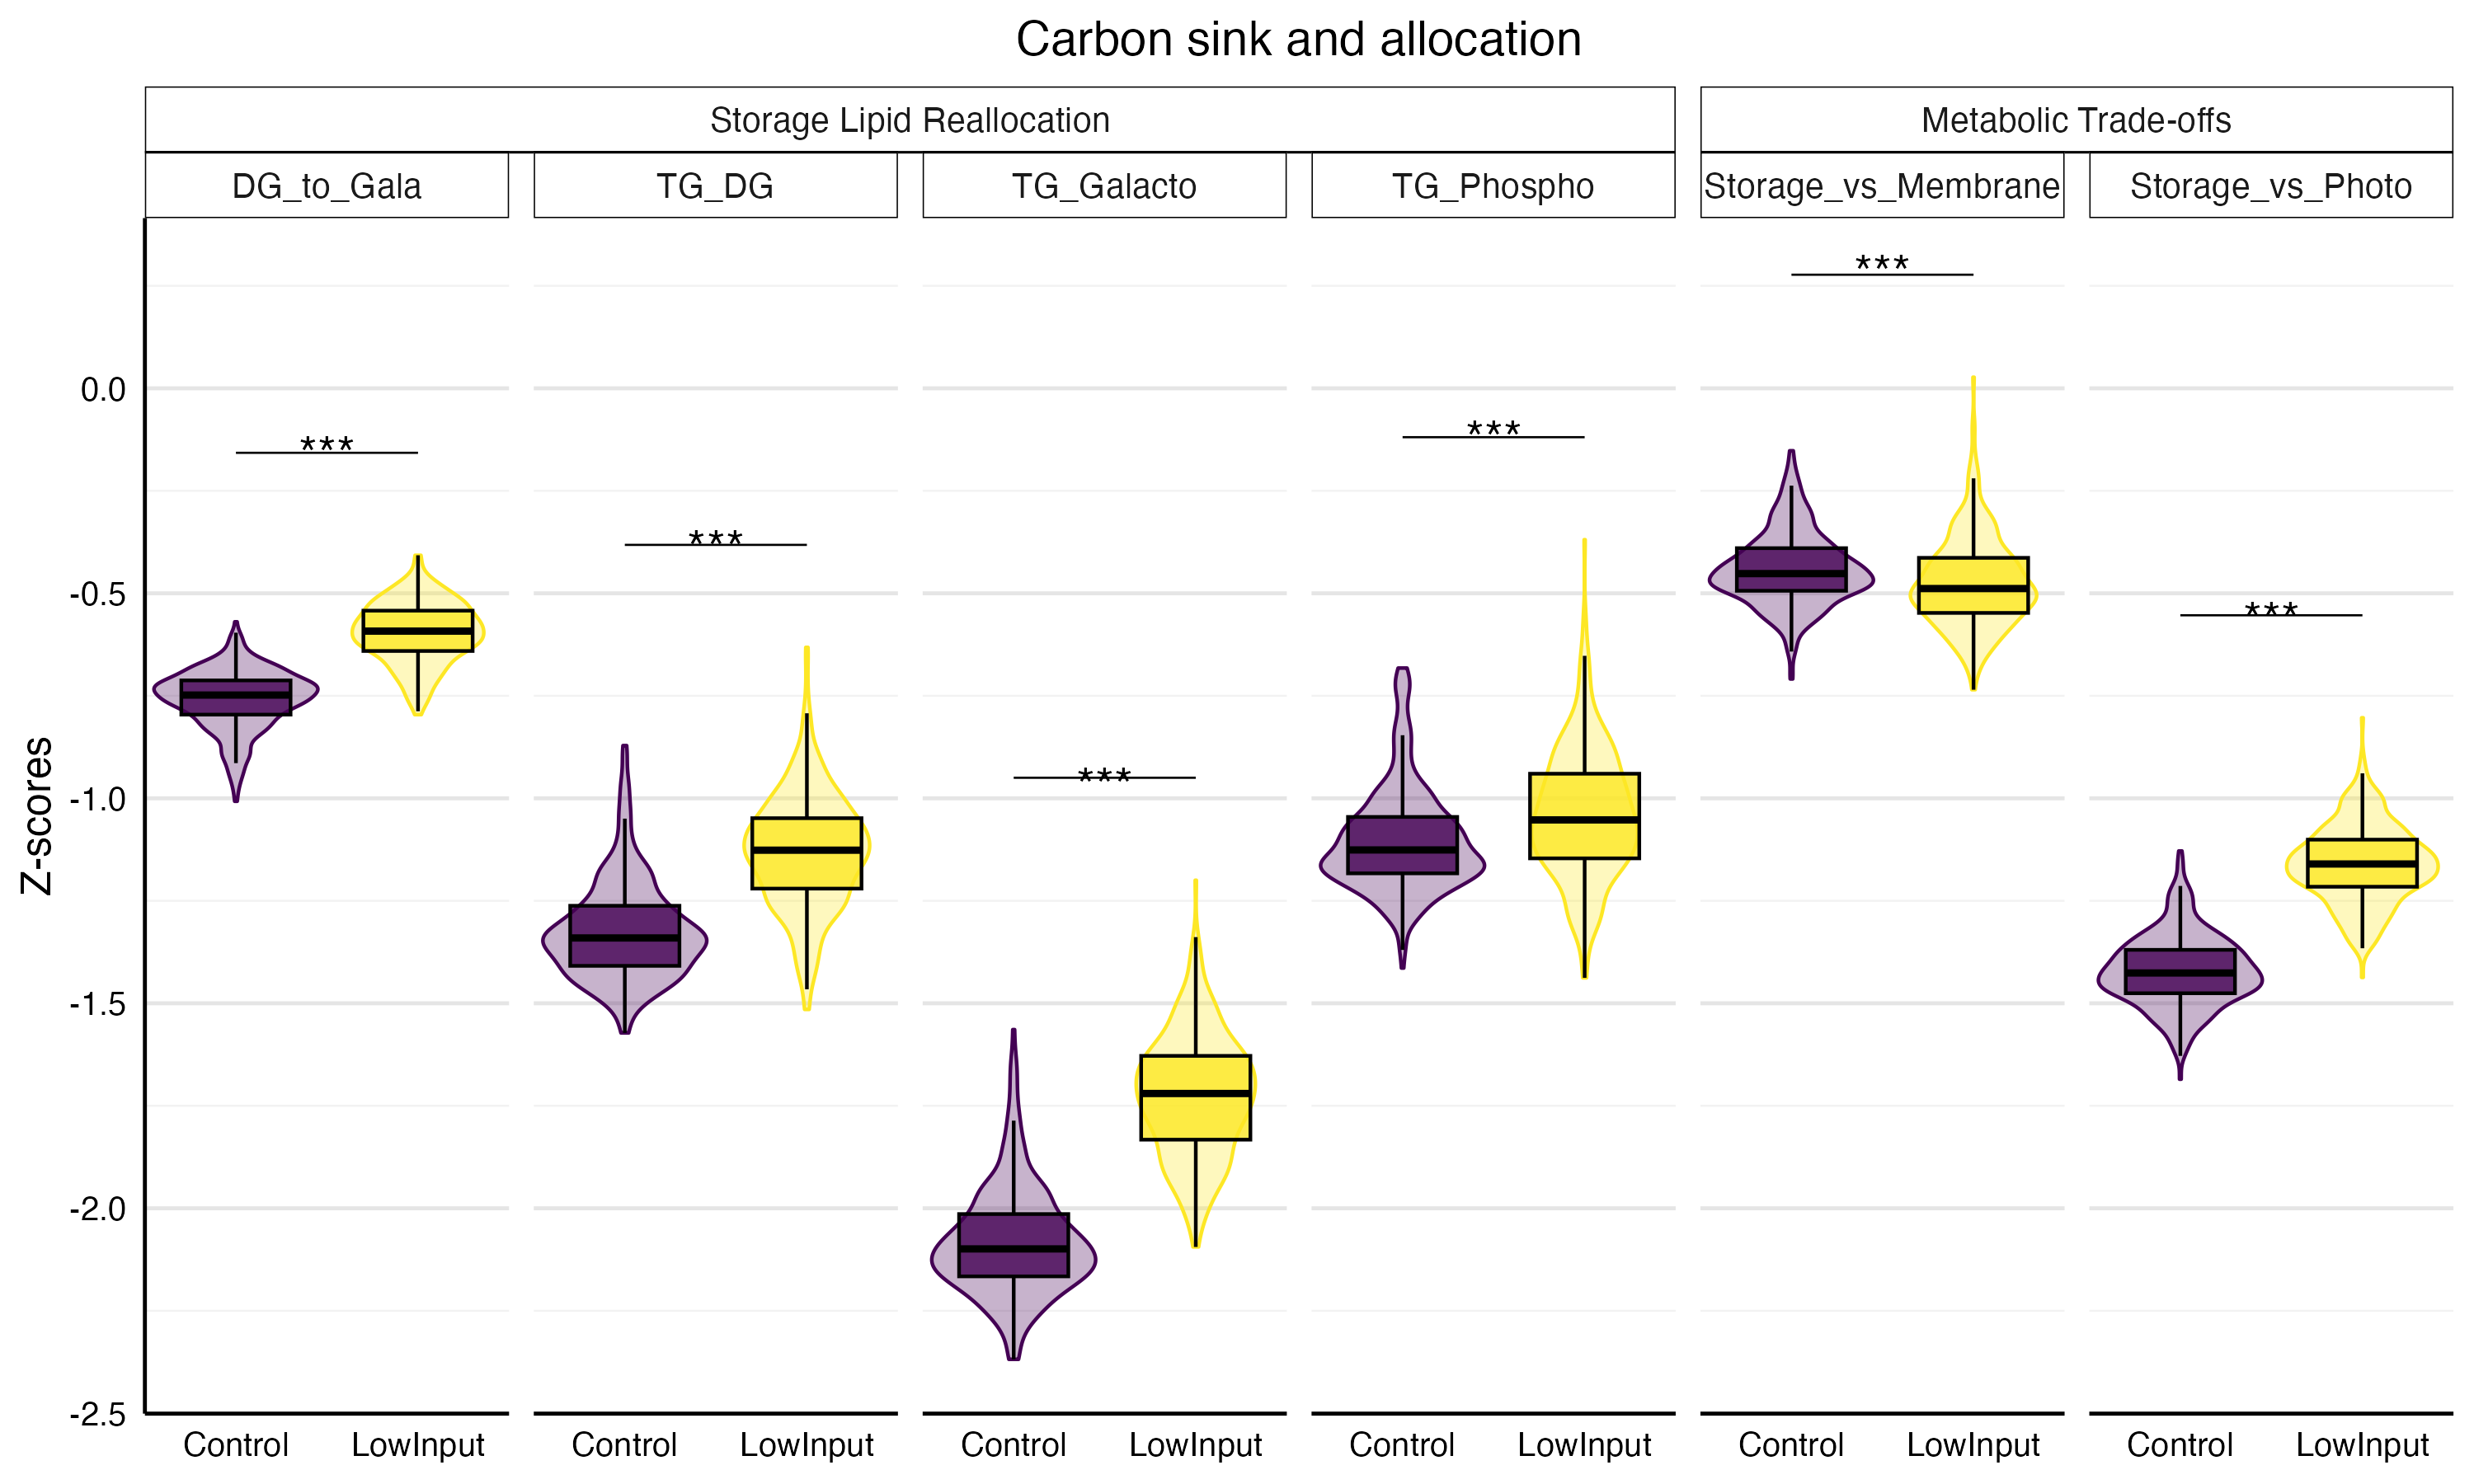 Carbon sink and allocation
Storage Lipid Reallocation
Metabolic Trade-offs
DG_to_Gala
TG_DG
TG_Galacto
TG_Phospho
Storage_vs_Membrane
Storage_vs_Photo
***
***
***
***
***
***
Z-scores
0.0
-0.5
-1.0
-1.5
-2.0
-2.5
Control
LowInput
Control
LowInput
Control
LowInput
Control
LowInput
Control
LowInput
Control
LowInput